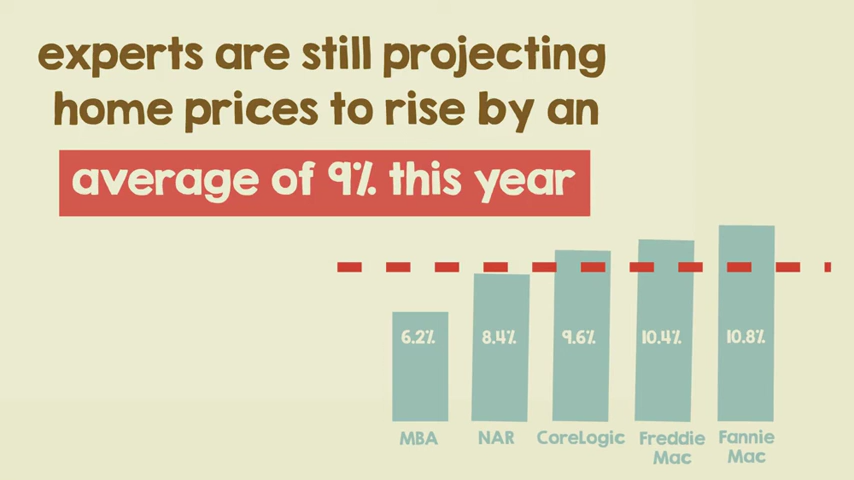 experts are still projecting
home prices to rise by an
average of 9% this year
6.2% 8.4% 9.6% 10.4% 10.8%
MBA NAR CoreLogic Freddie Mac Fannie Mac